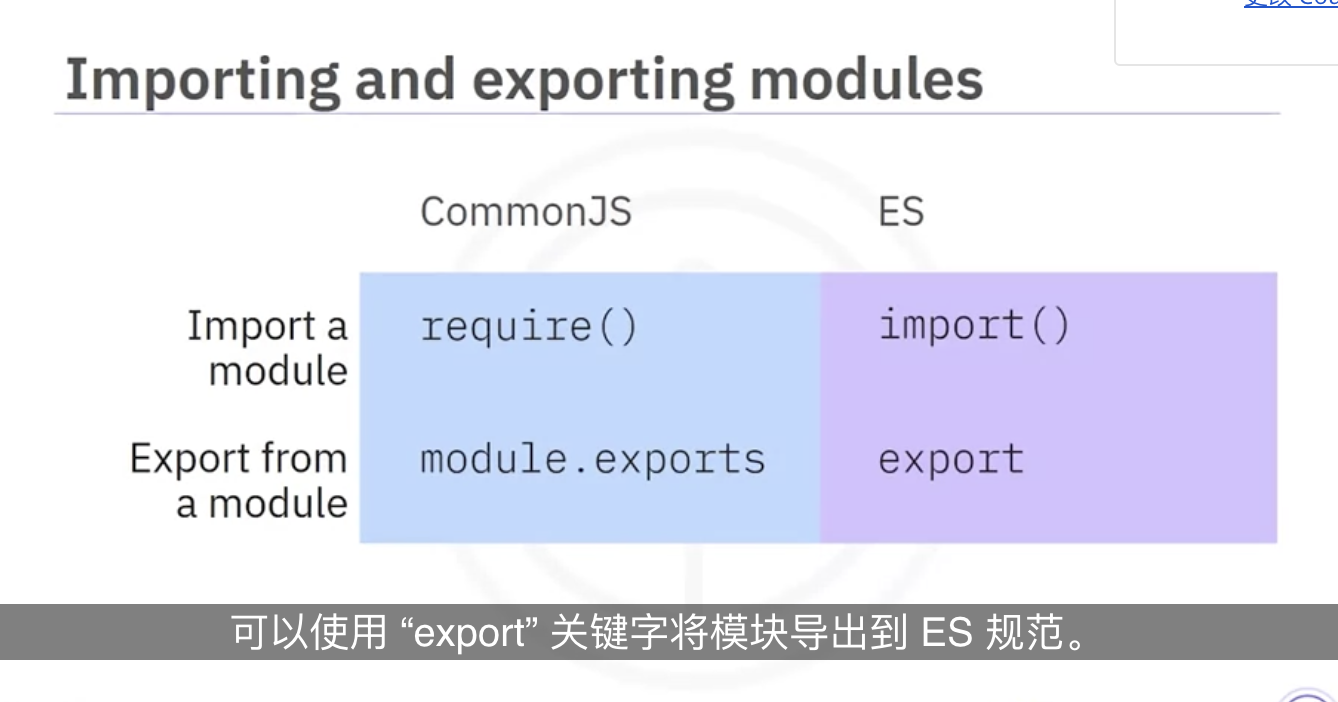 Importing and exporting modules
CommonJS ES
Import a module require() import()
Export from a module module.exports export
可以使用 “export” 关键字将模块导出到 ES 规范。